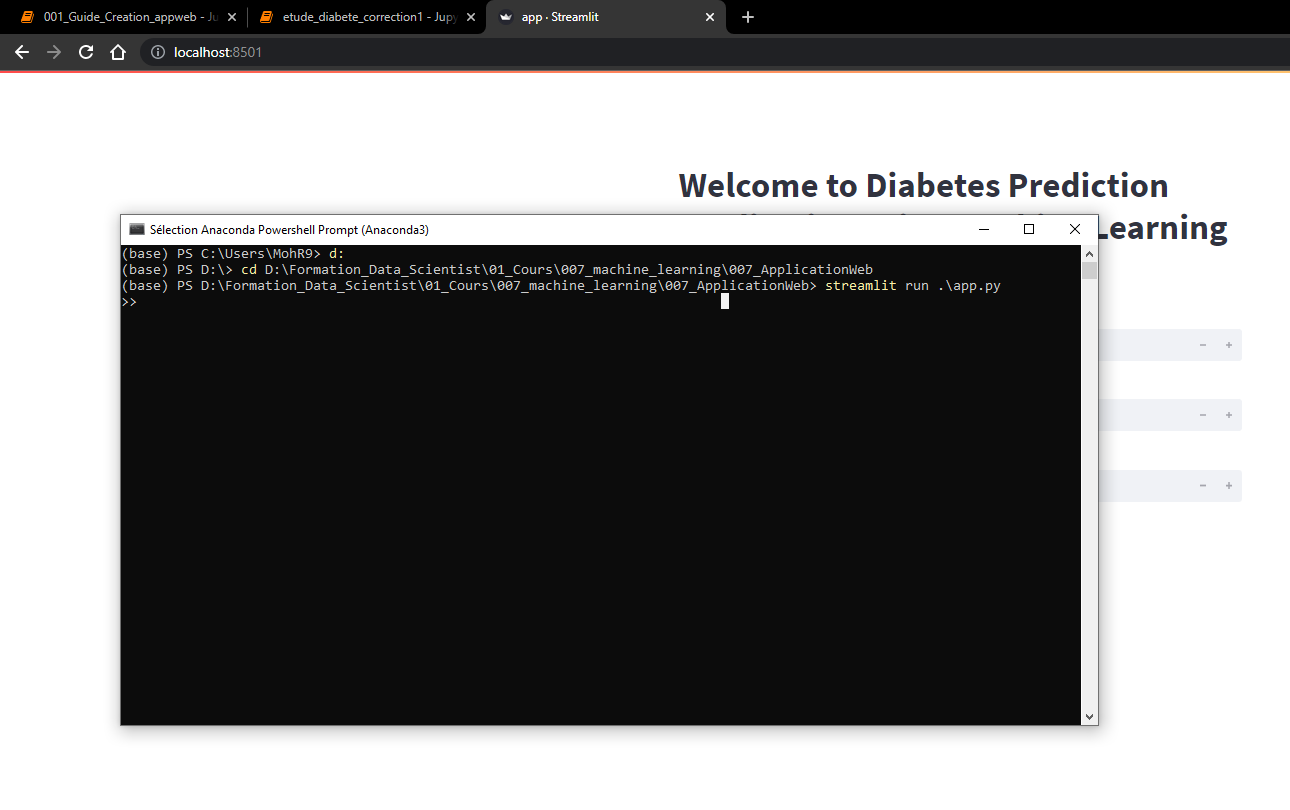 001_Guide_Creation_appweb - Ju
etude_diabete_correction1 - Jupy
app · Streamlit
localhost:8501
Welcome to Diabetes Prediction
Learning
Sélection Anaconda Powershell Prompt (Anaconda3)
(base) PS C:\Users\MohR9> d:
(base) PS D:\> cd D:\Formation_Data_Scientist\01_Cours\007_machine_learning\007_ApplicationWeb
(base) PS D:\Formation_Data_Scientist\01_Cours\007_machine_learning\007_ApplicationWeb> streamlit run .\app.py
>>